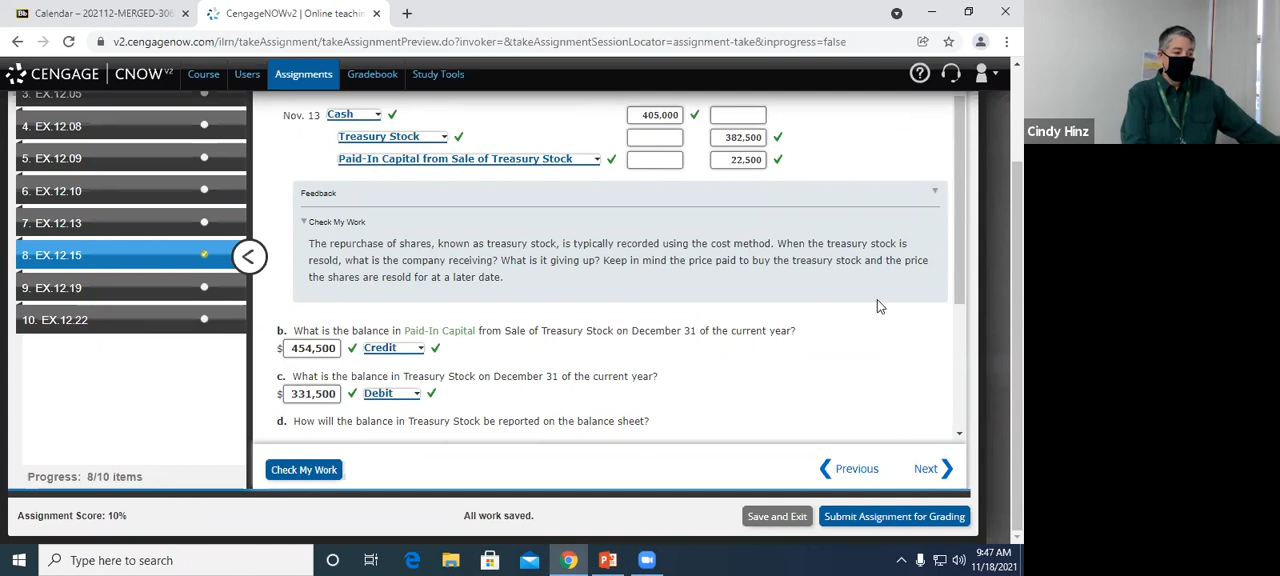 Calendar – 202112-MERGED-306
CengageNOWv2 | Online teachin
v2.cengagenow.com/ilrn/takeAssignment/takeAssignmentPreview.do?invoker=&takeAssignmentSessionLocator=assignment-take&inprogress=false
CENGAGE | CNOWv2 Course Users Assignments Gradebook Study Tools
3. EX.12.05
4. EX.12.08
5. EX.12.09
6. EX.12.10
7. EX.12.13
8. EX.12.15
9. EX.12.19
10. EX.12.22
Progress: 8/10 items
Nov. 13 Cash 405,000
Treasury Stock 382,500
Paid-In Capital from Sale of Treasury Stock 22,500
Feedback
Check My Work
The repurchase of shares, known as treasury stock, is typically recorded using the cost method. When the treasury stock is
resold, what is the company receiving? What is it giving up? Keep in mind the price paid to buy the treasury stock and the price
the shares are resold for at a later date.
b. What is the balance in Paid-In Capital from Sale of Treasury Stock on December 31 of the current year?
$ 454,500 Credit
c. What is the balance in Treasury Stock on December 31 of the current year?
$ 331,500 Debit
d. How will the balance in Treasury Stock be reported on the balance sheet?
Check My Work Previous Next
Assignment Score: 10% All work saved. Save and Exit Submit Assignment for Grading
Type here to search
9:47 AM
11/18/2021
Cindy Hinz